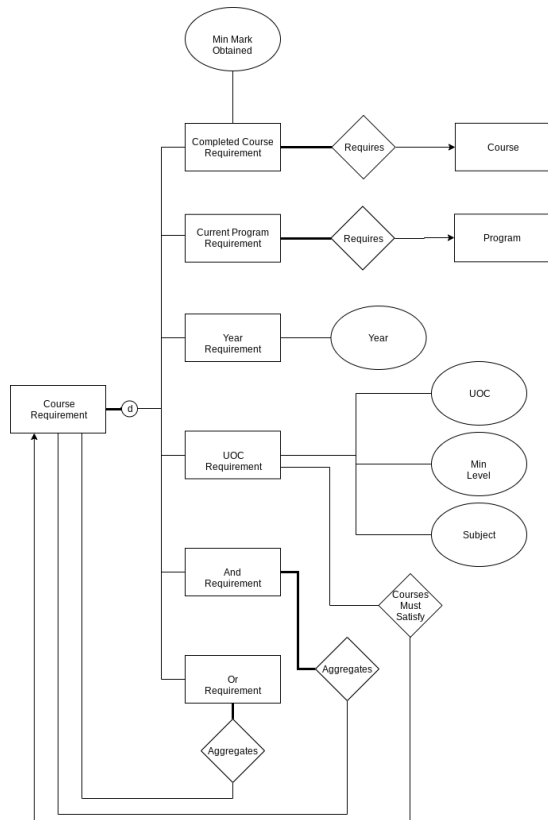 Min Mark
Obtained
Completed Course
Requirement
Requires
Course
Current Program
Requirement
Requires
Program
Year
Requirement
Year
Course
Requirement
d
UOC
UOC
Requirement
Min
Level
Subject
And
Requirement
Courses
Must
Satisfy
Or
Requirement
Aggregates
Aggregates